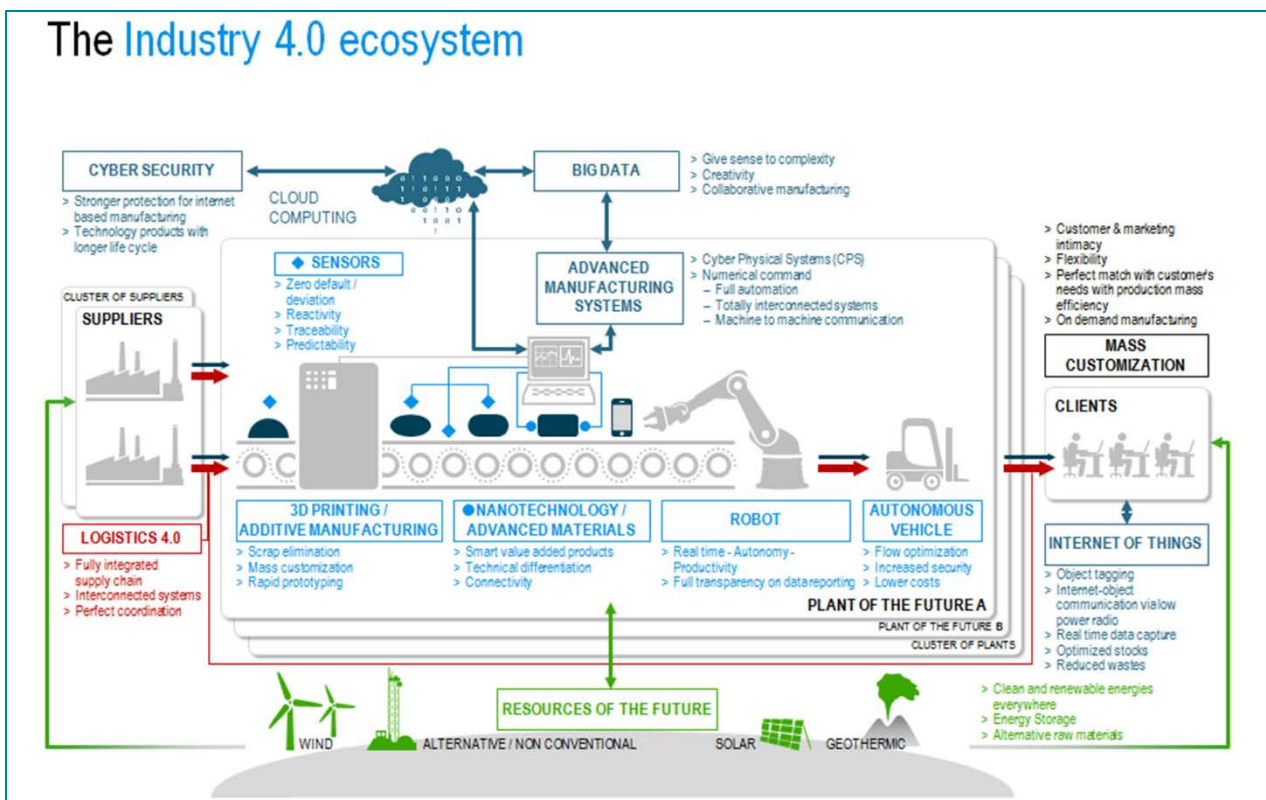 The Industry 4.0 ecosystem
CYBER SECURITY
> Stronger protection for internet
based manufacturing
> Technology products with
longer life cycle
CLOUD
COMPUTING
BIG DATA
> Give sense to complexity
> Creativity
> Collaborative manufacturing
SENSORS
> Zero default /
deviation
> Reactivity
> Traceability
> Predictability
ADVANCED
MANUFACTURING
SYSTEMS
> Cyber Physical Systems (CPS)
> Numerical command
– Full automation
– Totally interconnected systems
– Machine to machine communication
> Customer & marketing
intimacy
> Flexibility
> Perfect match with customer's
needs with production mass
efficiency
> On demand manufacturing
MASS
CUSTOMIZATION
CLUSTER OF SUPPLIERS
SUPPLIERS
CLIENTS
LOGISTICS 4.0
> Fully integrated
supply chain
> Interconnected systems
> Perfect coordination
3D PRINTING /
ADDITIVE MANUFACTURING
> Scrap elimination
> Mass customization
> Rapid prototyping
NANOTECHNOLOGY /
ADVANCED MATERIALS
> Smart value added products
> Technical differentiation
> Connectivity
ROBOT
> Real time - Autonomy -
Productivity
> Full transparency on data reporting
AUTONOMOUS
VEHICLE
> Flow optimization
> Increased security
> Lower costs
PLANT OF THE FUTURE A
PLANT OF THE FUTURE B
CLUSTER OF PLANTS
INTERNET OF THINGS
> Object tagging
> Internet-object
communication via low
power radio
> Real time data capture
> Optimized stocks
> Reduced wastes
RESOURCES OF THE FUTURE
WIND
ALTERNATIVE / NON CONVENTIONAL
SOLAR
GEOTHERMIC
> Clean and renewable energies
everywhere
> Energy Storage
> Alternative raw materials